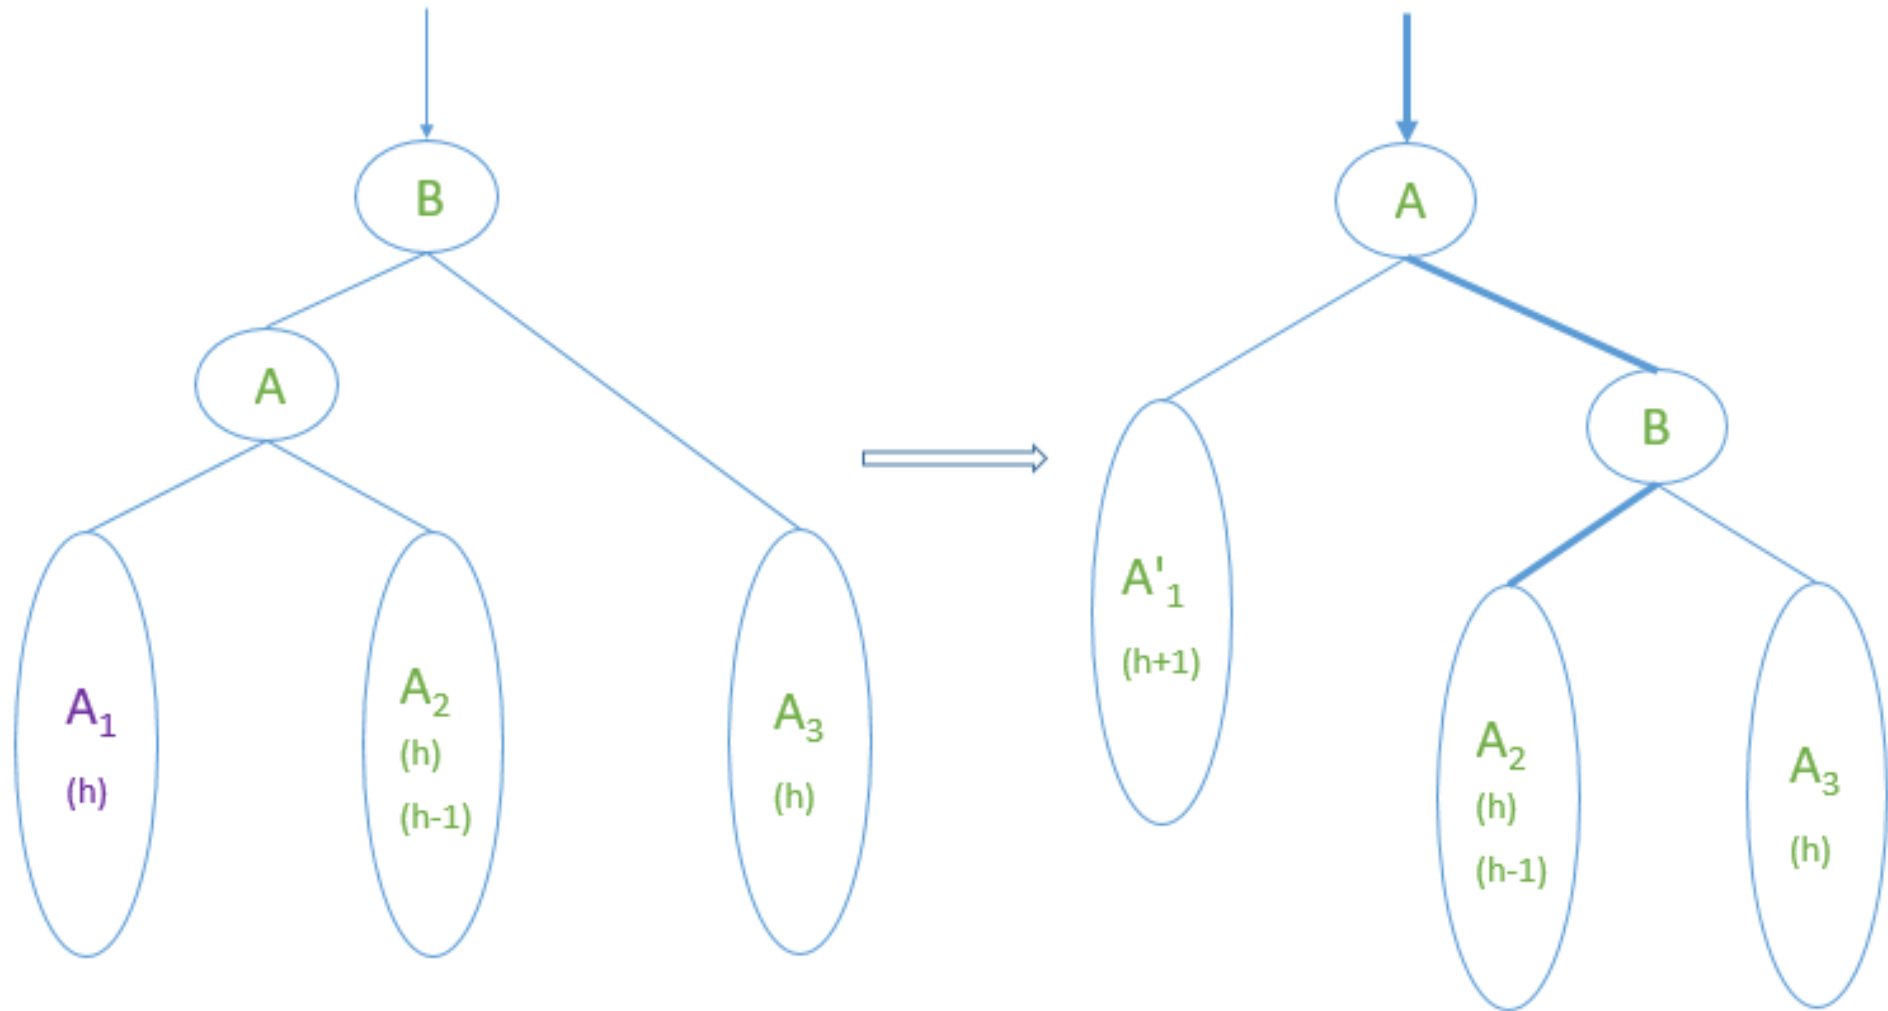 B
A
A₁
(h)
A₂
(h)
(h-1)
A₃
(h)
A
B
A'₁
(h+1)
A₂
(h)
(h-1)
A₃
(h)